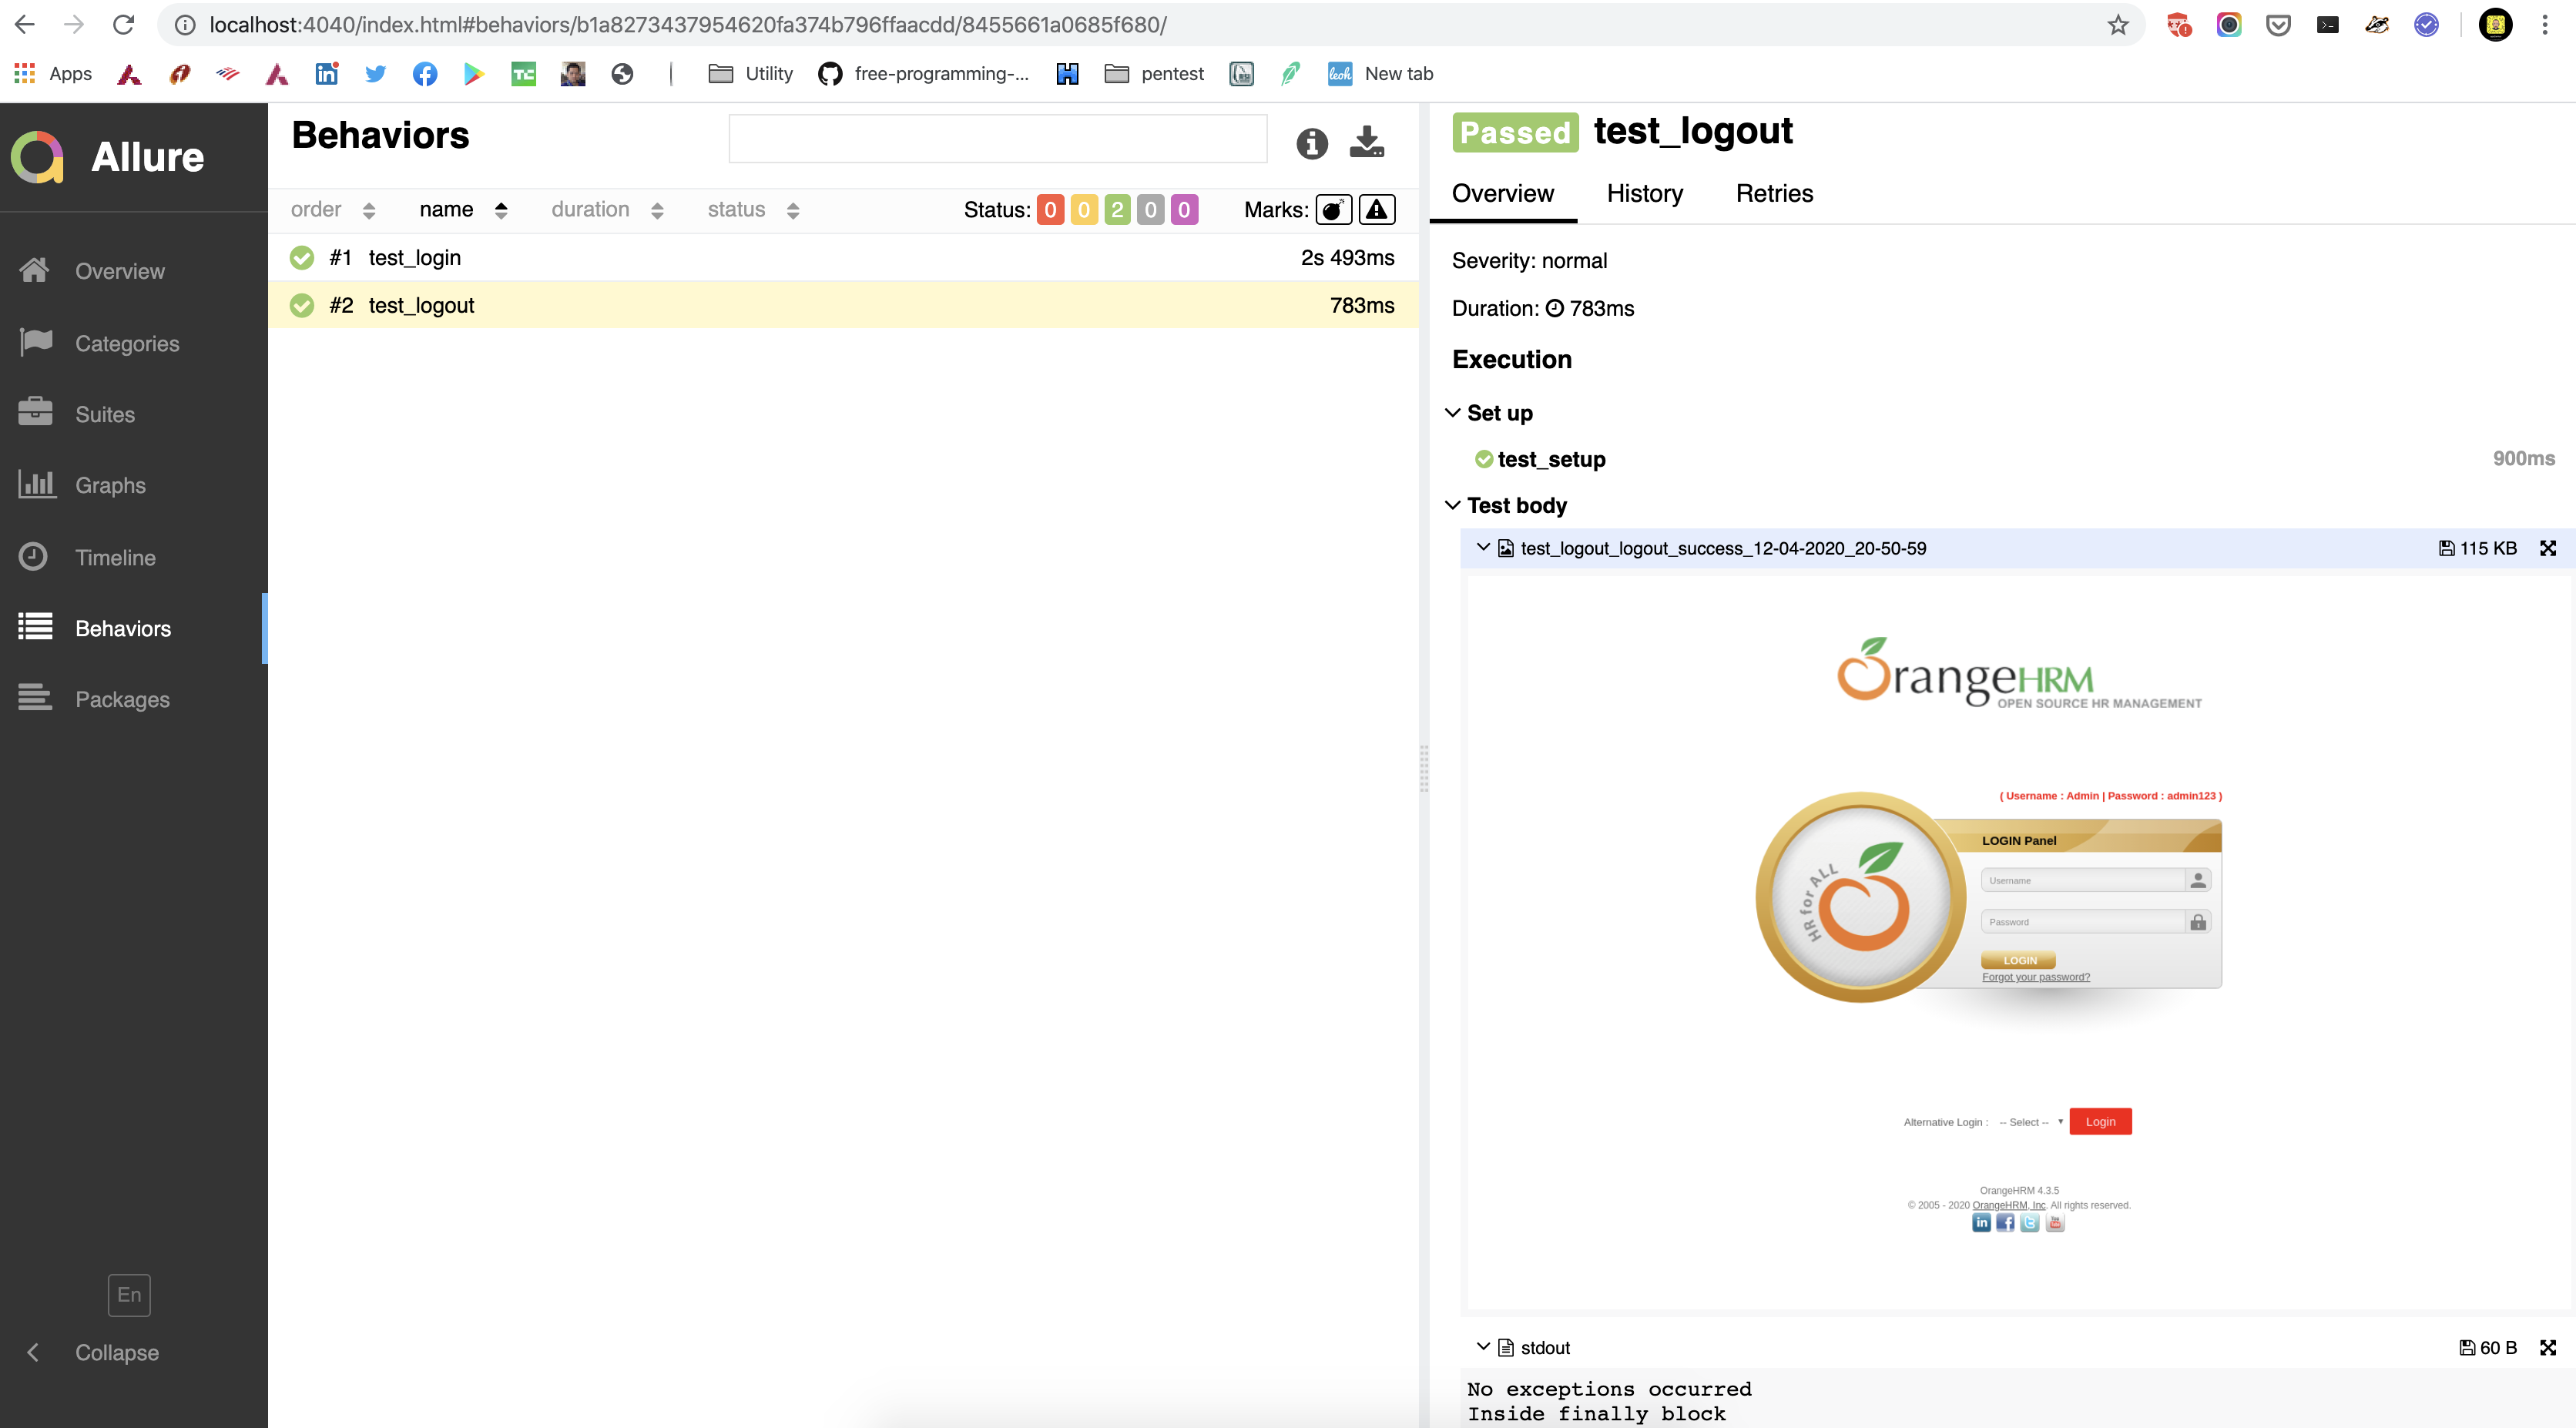 localhost:4040/index.html#behaviors/b1a8273437954620fa374b796ffaacdd/8455661a0685f680/
Apps
Utility
free-programming-...
pentest
leoh
New tab
Allure
Overview
Categories
Suites
Graphs
Timeline
Behaviors
Packages
En
Collapse
Behaviors
order name duration status Status: 0 0 2 0 0 Marks:
#1 test_login 2s 493ms
#2 test_logout 783ms
Passed test_logout
Overview History Retries
Severity: normal
Duration: 783ms
Execution
Set up
test_setup 900ms
Test body
test_logout_logout_success_12-04-2020_20-50-59 115 KB
OrangeHRM
OPEN SOURCE HR MANAGEMENT
( Username : Admin | Password : admin123 )
HR for ALL
LOGIN Panel
Username
Password
LOGIN
Forgot your password?
Alternative Login : -- Select -- Login
OrangeHRM 4.3.5
© 2005 - 2020 OrangeHRM, Inc. All rights reserved.
stdout 60 B
No exceptions occurred
Inside finally block